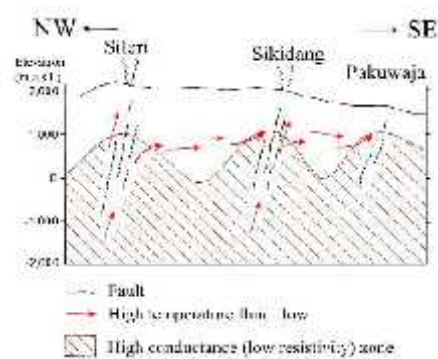 NW
SE
Sileri
Sikidang
Pakuwaja
Elevation
(m.a.s.l.)
2,000
1,000
0
-1,000
-2,000
Fault
High temperature fluid flow
High conductance (low resistivity) zone